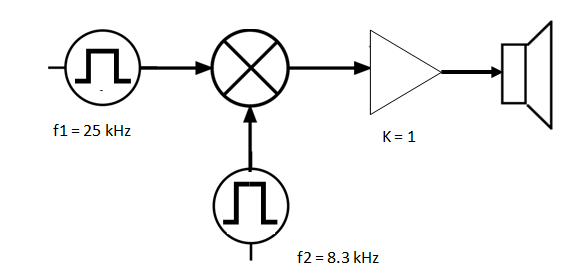 f1 = 25 kHz
K = 1
f2 = 8.3 kHz